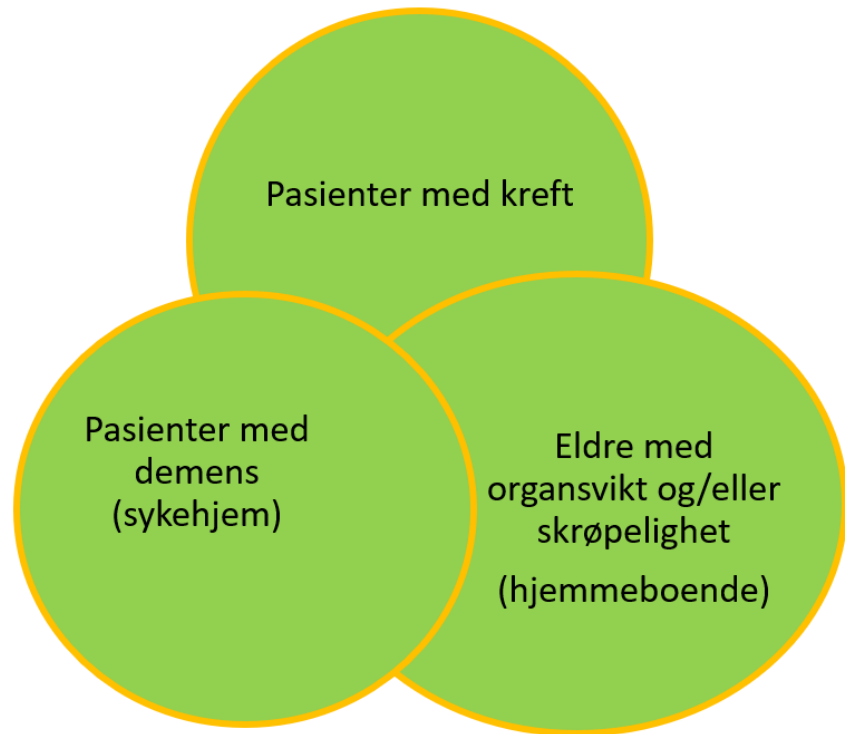 Pasienter med kreft
Pasienter med
demens
(sykehjem)
Eldre med
organsvikt og/eller
skrøpelighet
(hjemmeboende)